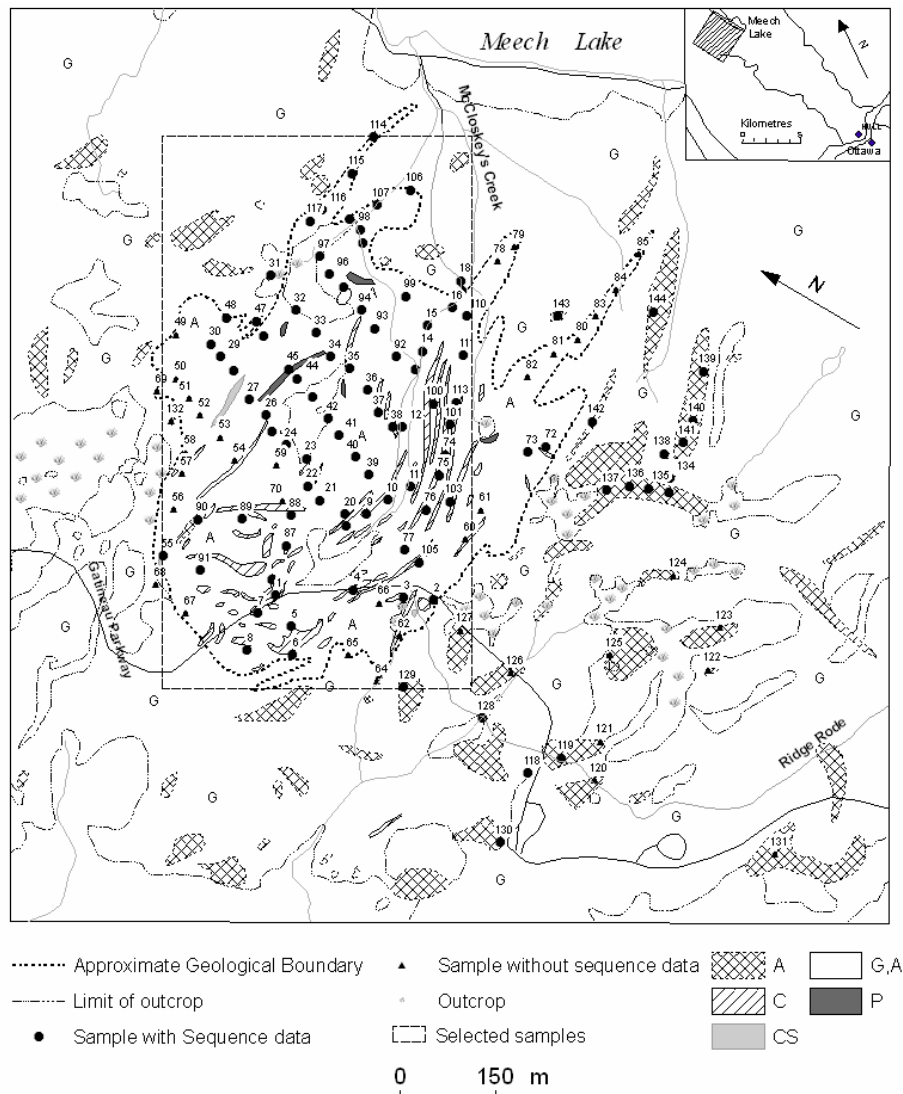 Meech Lake
Meech
Lake
N
Kilometres
HULL
Ottawa
McCloskey's Creek
G
G
G
G
114
115
106
107
116
117
98
G
97
79
78
85
31
96
G
84
18
99
16
110
94
48
47
32
143
83
144
49
A
33
93
15
G
80
30
14
29
34
92
111
81
139
50
45
35
82
G
69
44
G
51
27
36
132
52
26
37
100
113
A
142
140
42
38
12
101
53
24
41
A
141
58
54
23
40
74
73
72
138
57
59
39
75
134
22
11
137
136
135
56
70
21
10
103
90
89
88
20
9
76
61
G
A
87
77
60
55
91
105
G
124
68
1
4
G
67
7
66
3
2
5
A
62
127
123
G
8
6
65
125
122
64
126
G
129
G
G
Gatineau Parkway
128
121
119
Ridge Rode
118
120
G
G
G
130
131
G
N
Approximate Geological Boundary
Sample without sequence data
A
G,A
Limit of outcrop
Outcrop
C
P
Sample with Sequence data
Selected samples
CS
0 150 m